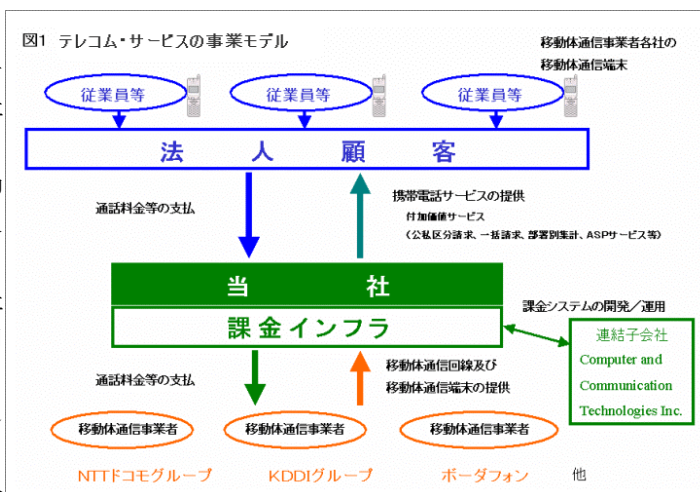 図1 テレコム・サービスの事業モデル
移動体通信事業者各社の
移動体通信端末
従業員等
従業員等
従業員等
法人顧客
通話料金等の支払
携帯電話サービスの提供
付加価値サービス
（公私区分請求、一括請求、部署別集計、ASPサービス等）
当社
課金インフラ
課金システムの開発／運用
連結子会社
Computer and
Communication
Technologies Inc.
通話料金等の支払
移動体通信回線及び
移動体通信端末の提供
移動体通信事業者
移動体通信事業者
移動体通信事業者
NTTドコモグループ
KDDIグループ
ボーダフォン
他